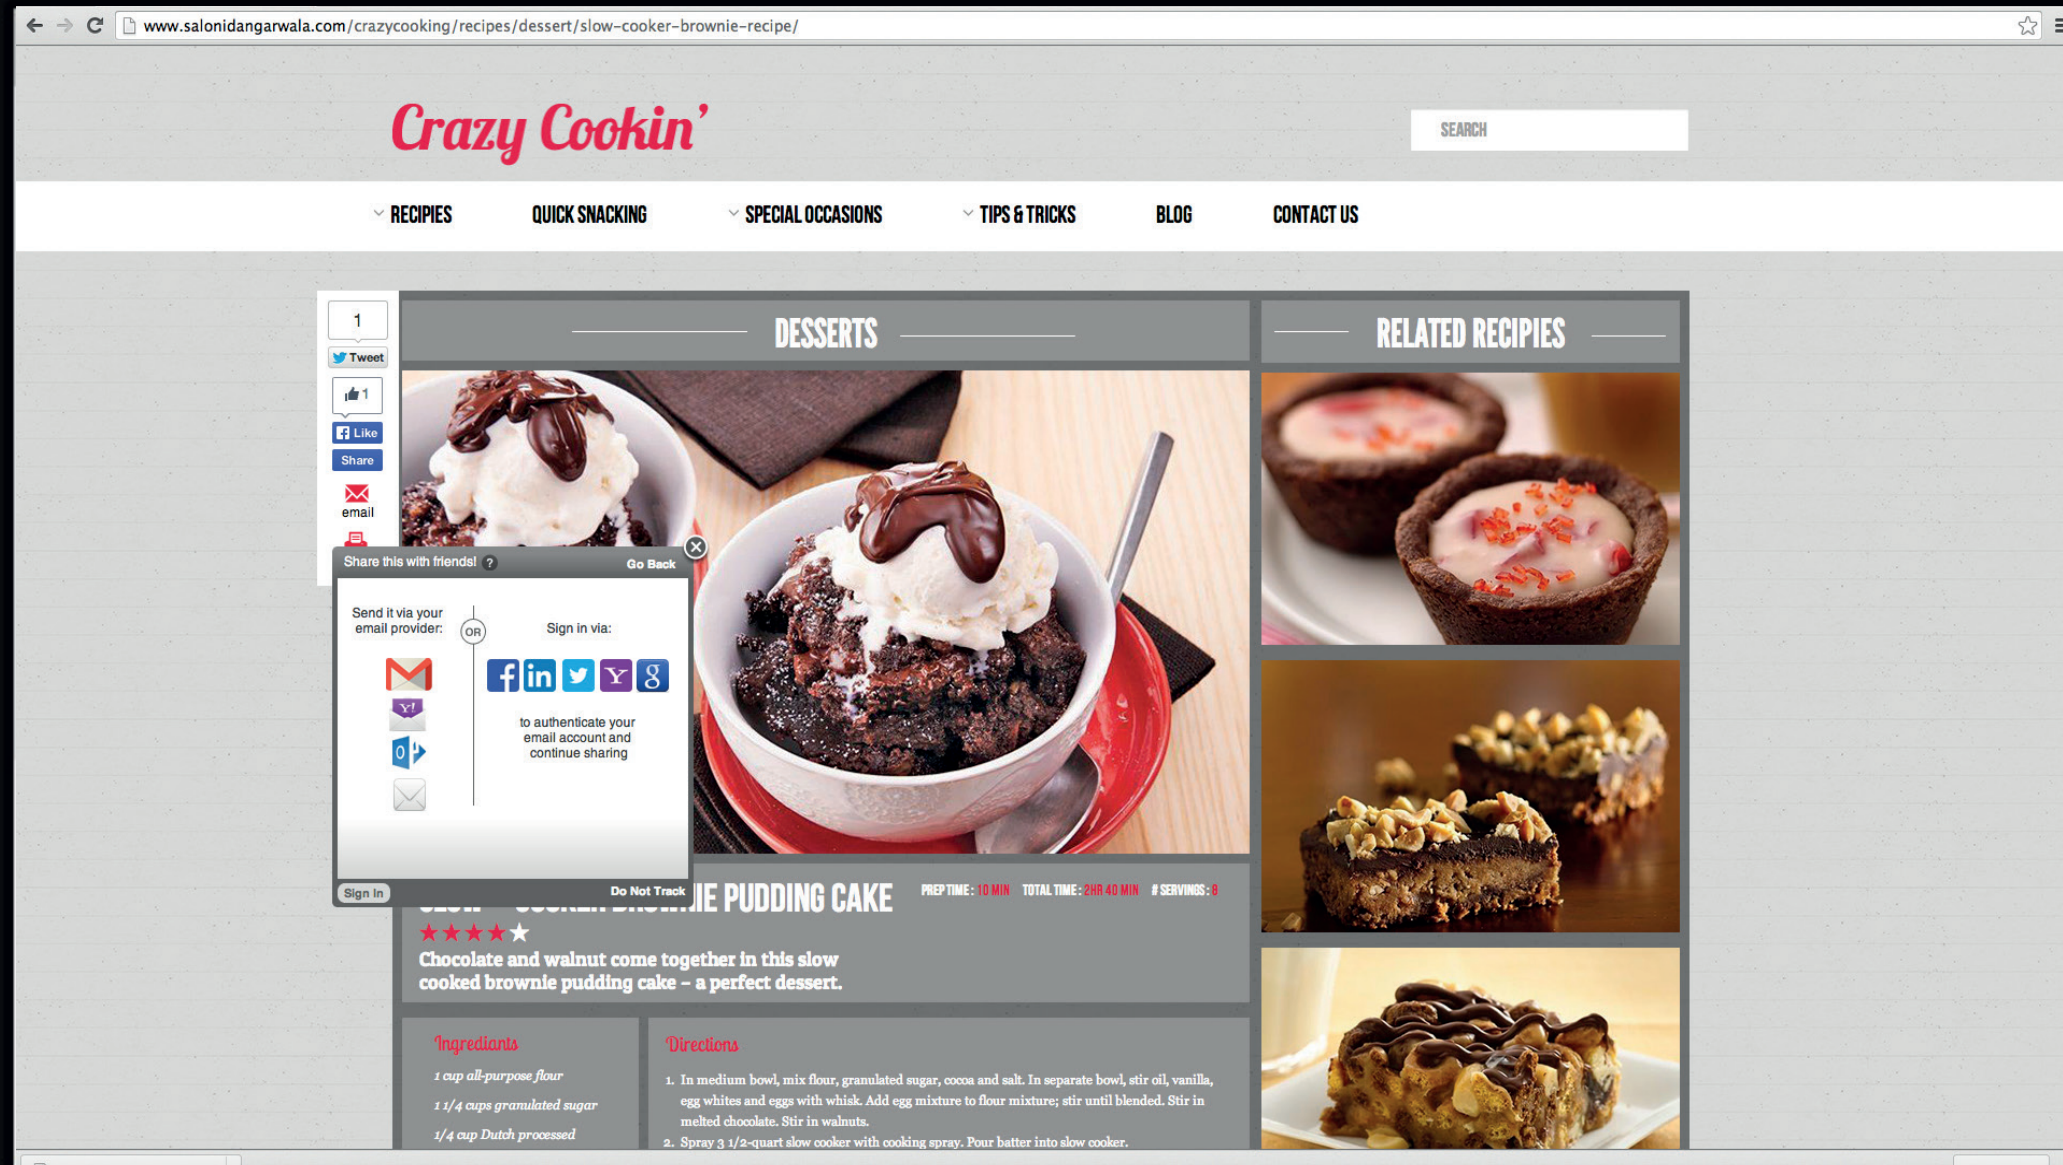 www.salonidangarwala.com/crazycooking/recipes/dessert/slow-cooker-brownie-recipe/
Crazy Cookin'
SEARCH
RECIPIES QUICK SNACKING SPECIAL OCCASIONS TIPS & TRICKS BLOG CONTACT US
1
Tweet
1
Like
Share
email
DESSERTS
RELATED RECIPIES
Share this with friends! ? Go Back
Send it via your
email provider:
OR
Sign in via:
to authenticate your
email account and
continue sharing
Sign In
Do Not Track
BROWNIE PUDDING CAKE
PREP TIME : 10 MIN TOTAL TIME : 2HR 40 MIN # SERVINGS : 8
Chocolate and walnut come together in this slow
cooked brownie pudding cake – a perfect dessert.
Ingrediants
1 cup all-purpose flour
1 1/4 cups granulated sugar
1/4 cup Dutch processed
Directions
1. In medium bowl, mix flour, granulated sugar, cocoa and salt. In separate bowl, stir oil, vanilla,
egg whites and eggs with whisk. Add egg mixture to flour mixture; stir until blended. Stir in
melted chocolate. Stir in walnuts.
2. Spray 3 1/2-quart slow cooker with cooking spray. Pour batter into slow cooker.